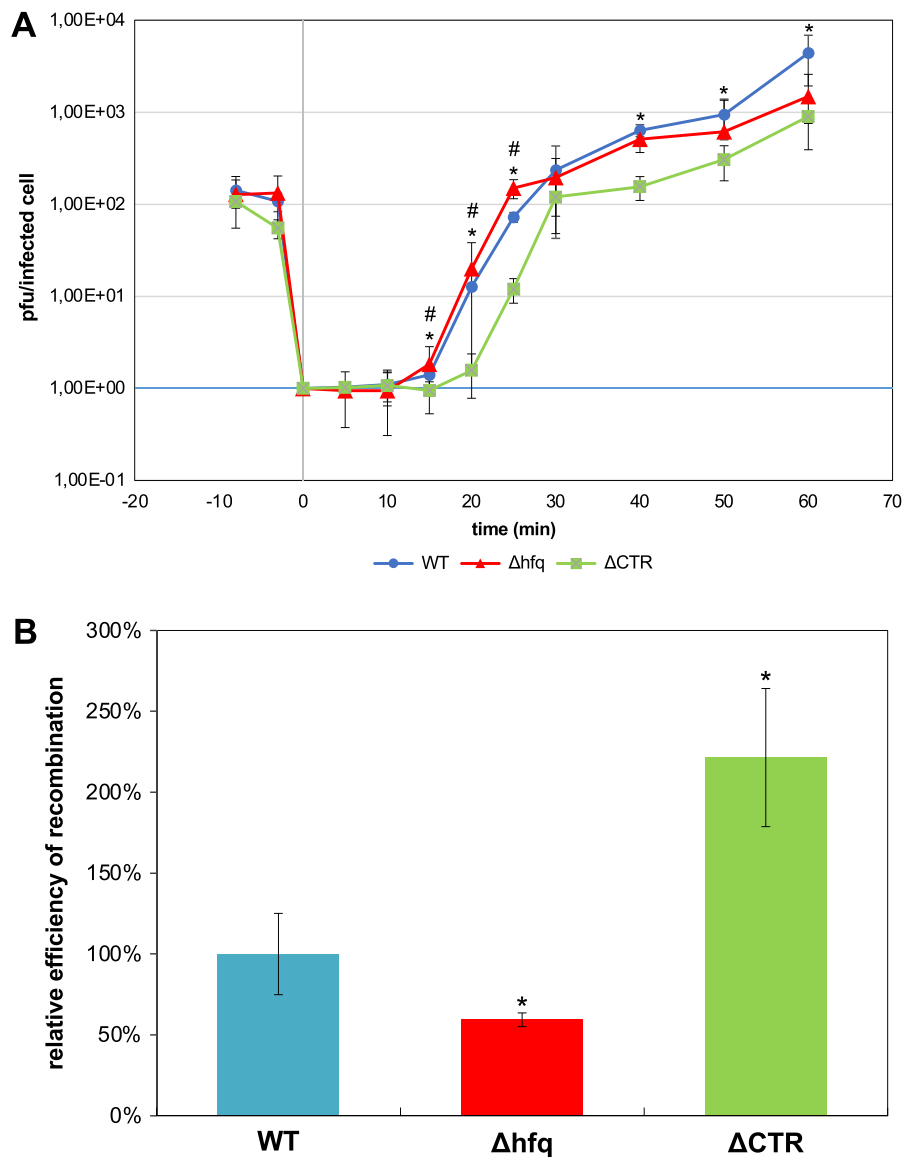 A
pfu/infected cell
1,00E+04
1,00E+03
1,00E+02
1,00E+01
1,00E+00
1,00E-01
*
*
*
#
*
#
*
#
*
-20 -10 0 10 20 30 40 50 60 70
time (min)
WT Δhfq ΔCTR
B
relative efficiency of recombination
300%
250%
200%
150%
100%
50%
0%
*
*
WT Δhfq ΔCTR